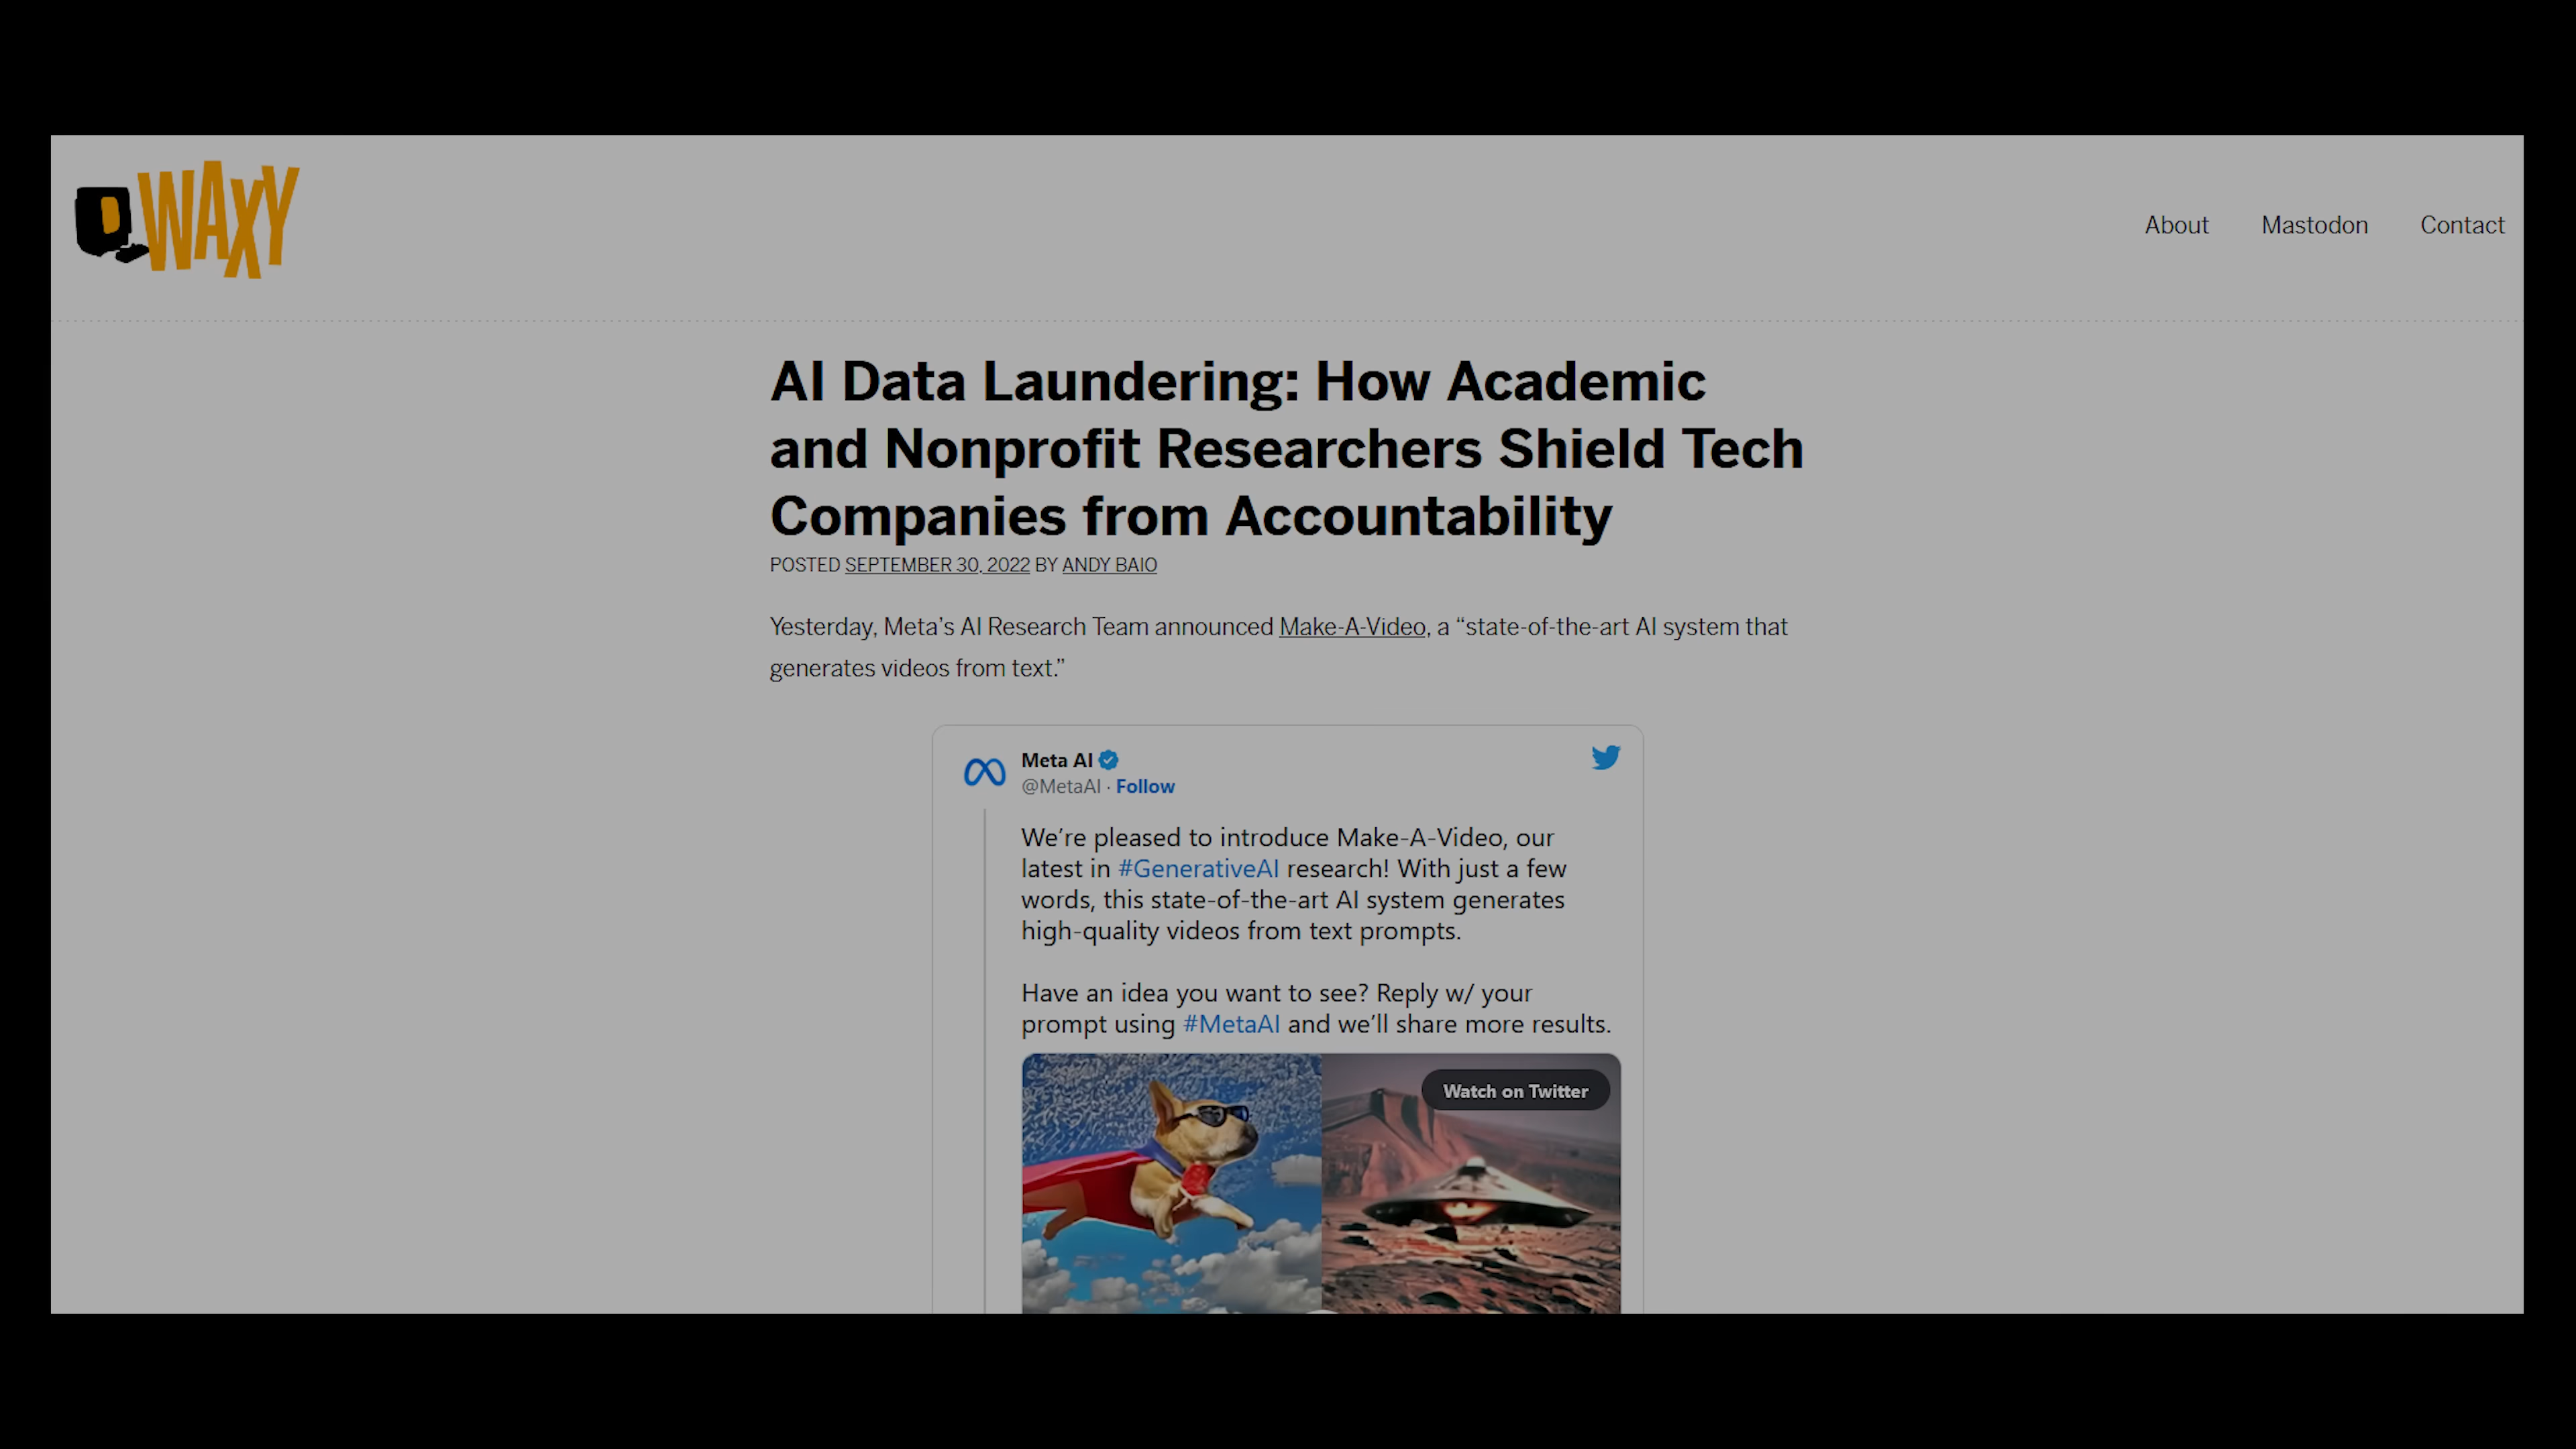 WAXY
About Mastodon Contact
AI Data Laundering: How Academic
and Nonprofit Researchers Shield Tech
Companies from Accountability
POSTED SEPTEMBER 30, 2022 BY ANDY BAIO
Yesterday, Meta’s AI Research Team announced Make-A-Video, a “state-of-the-art AI system that
generates videos from text.”
Meta AI
@MetaAI · Follow
We’re pleased to introduce Make-A-Video, our
latest in #GenerativeAI research! With just a few
words, this state-of-the-art AI system generates
high-quality videos from text prompts.
Have an idea you want to see? Reply w/ your
prompt using #MetaAI and we’ll share more results.
Watch on Twitter